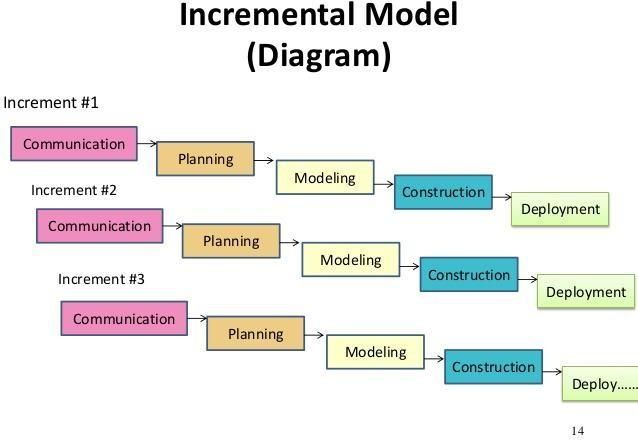 Incremental Model
(Diagram)
Increment #1
Communication
Planning
Modeling
Construction
Deployment
Increment #2
Communication
Planning
Modeling
Construction
Deployment
Increment #3
Communication
Planning
Modeling
Construction
Deploy……
14